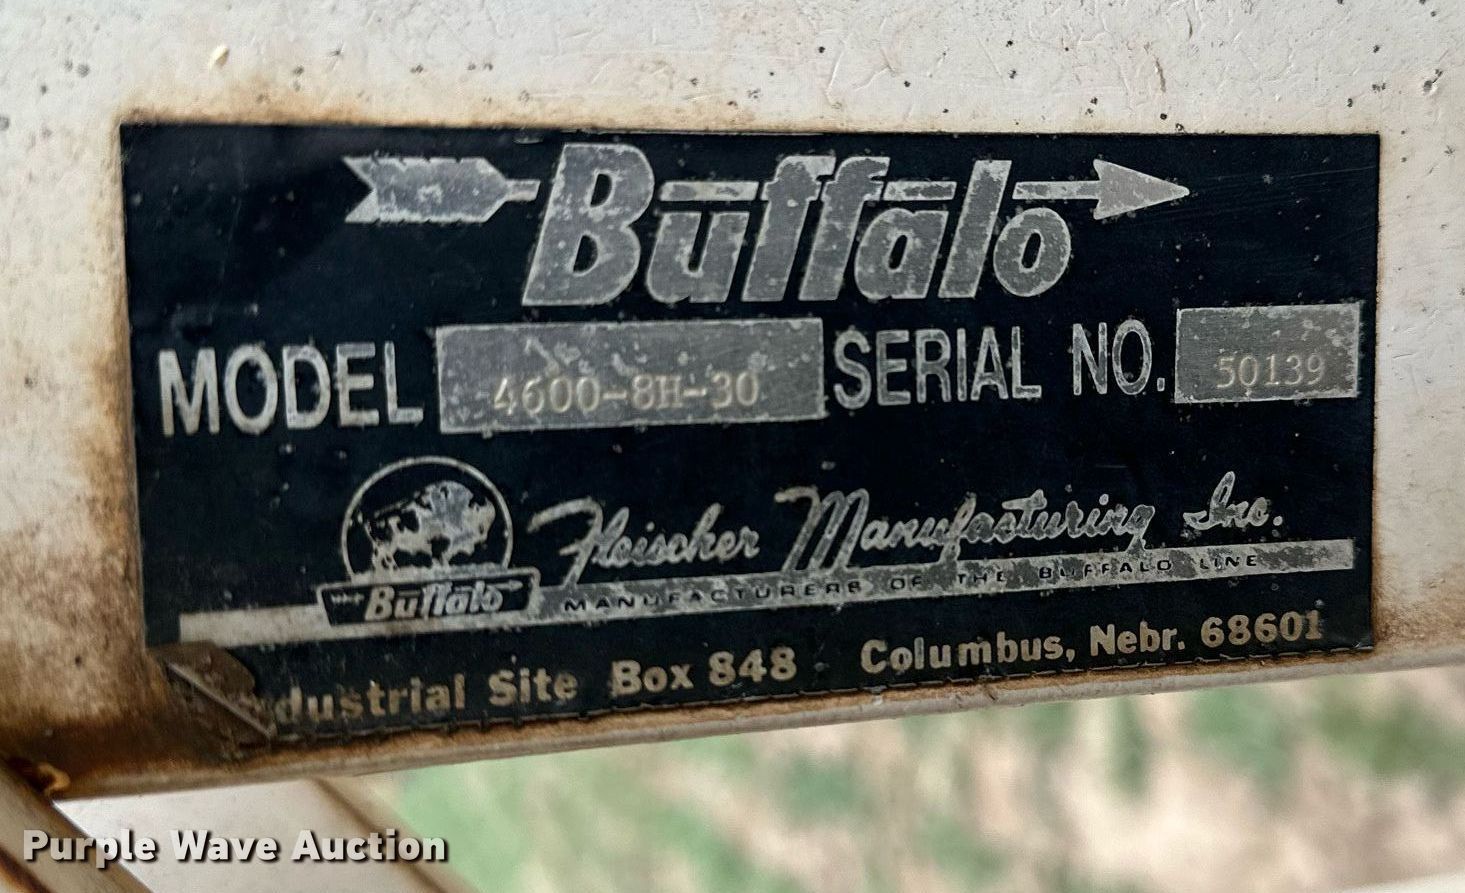 Buffalo
MODEL 4600-8H-30 SERIAL NO. 50139
Fleischer Manufacturing Inc.
Buffalo MANUFACTURERS OF THE BUFFALO LINE
ndustrial Site Box 848 Columbus, Nebr. 68601
Purple Wave Auction